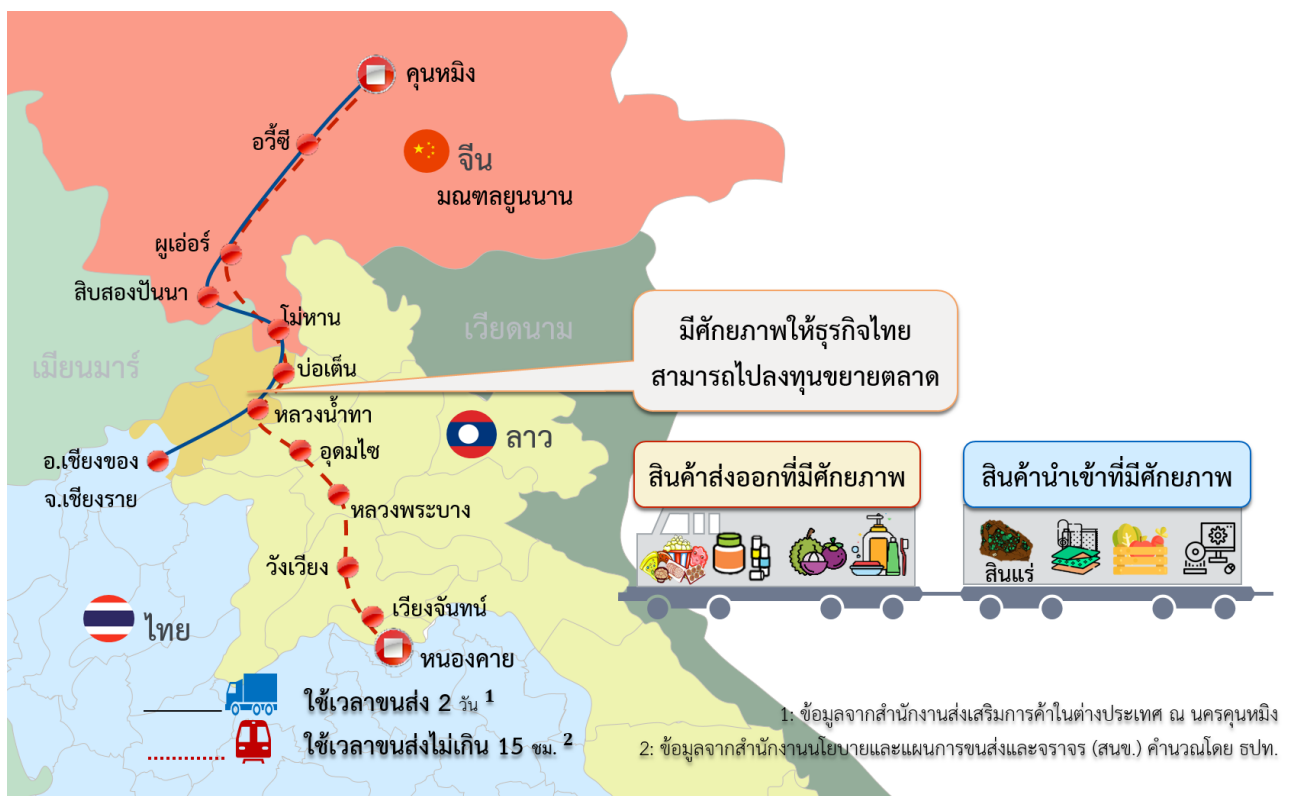 คุนหมิง
อวี้ซี
จีน
มณฑลยูนนาน
ผูเอ่อร์
สิบสองปันนา
โม่หาน
เวียดนาม
มีศักยภาพให้ธุรกิจไทย
สามารถไปลงทุนขยายตลาด
เมียนมาร์
บ่อเต็น
หลวงน้ำทา
ลาว
อุดมไซ
อ.เชียงของ
จ.เชียงราย
สินค้าส่งออกที่มีศักยภาพ
สินค้านำเข้าที่มีศักยภาพ
หลวงพระบาง
วังเวียง
สินแร่
เวียงจันทน์
ไทย
หนองคาย
ใช้เวลาขนส่ง 2 วัน 1
ใช้เวลาขนส่งไม่เกิน 15 ชม. 2
1: ข้อมูลจากสำนักงานส่งเสริมการค้าในต่างประเทศ ณ นครคุนหมิง
2: ข้อมูลจากสำนักงานนโยบายและแผนการขนส่งและจราจร (สนข.) คำนวณโดย ธปท.